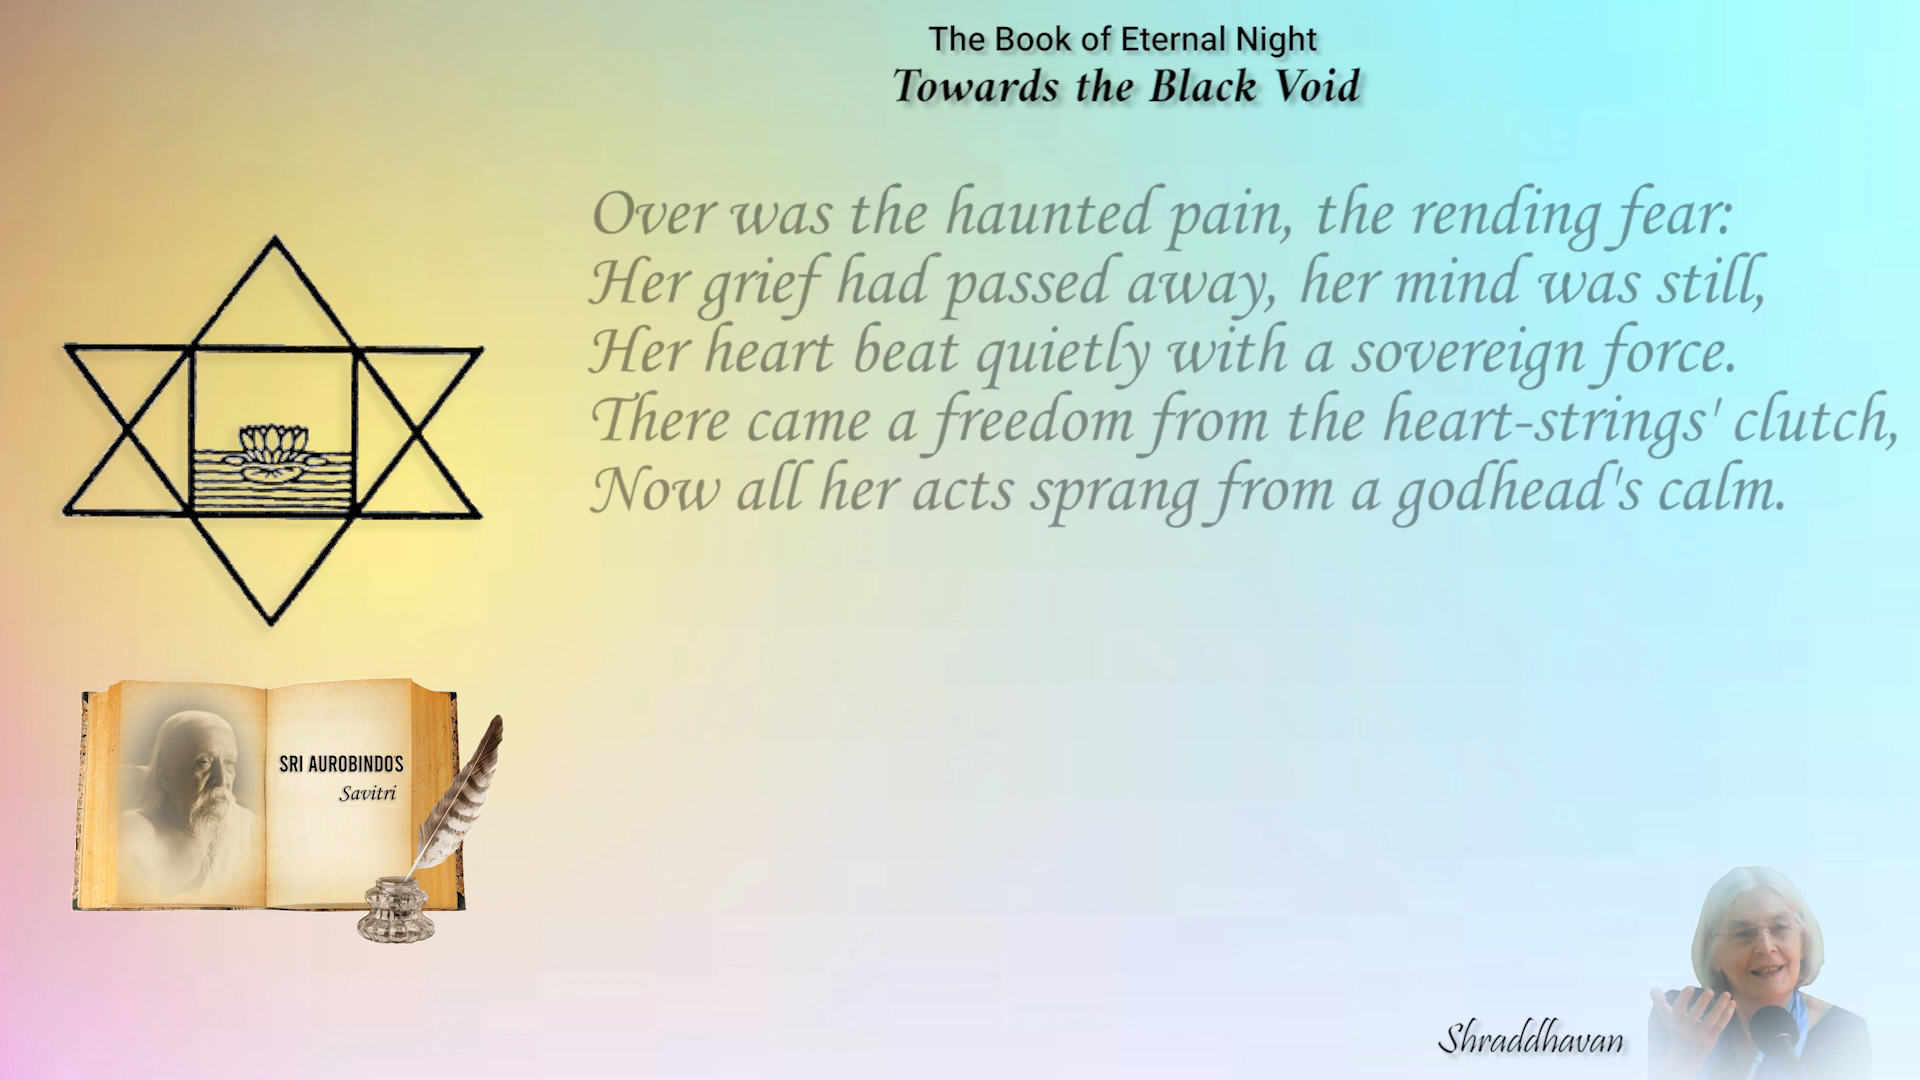 The Book of Eternal Night
Towards the Black Void
Over was the haunted pain, the rending fear:
Her grief had passed away, her mind was still,
Her heart beat quietly with a sovereign force.
There came a freedom from the heart-strings' clutch,
Now all her acts sprang from a godhead's calm.
SRI AUROBINDO'S
Savitri
Shraddhavan